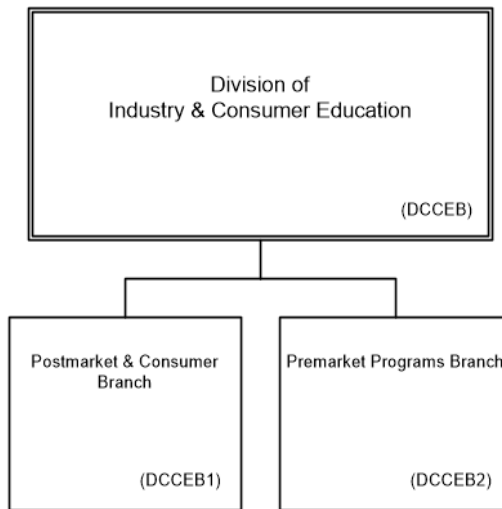 Division of
Industry & Consumer Education
(DCCEB)
Postmarket & Consumer
Branch
(DCCEB1)
Premarket Programs Branch
(DCCEB2)